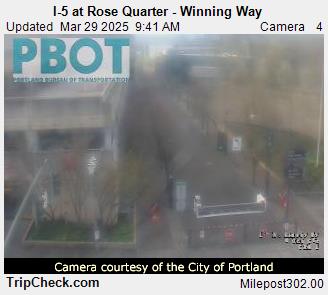 I-5 at Rose Quarter - Winning Way
Updated Mar 29 2025 9:41 AM Camera 4
PBOT
PORTLAND BUREAU OF TRANSPORTATION
Camera courtesy of the City of Portland
TripCheck.com Milepost302.00